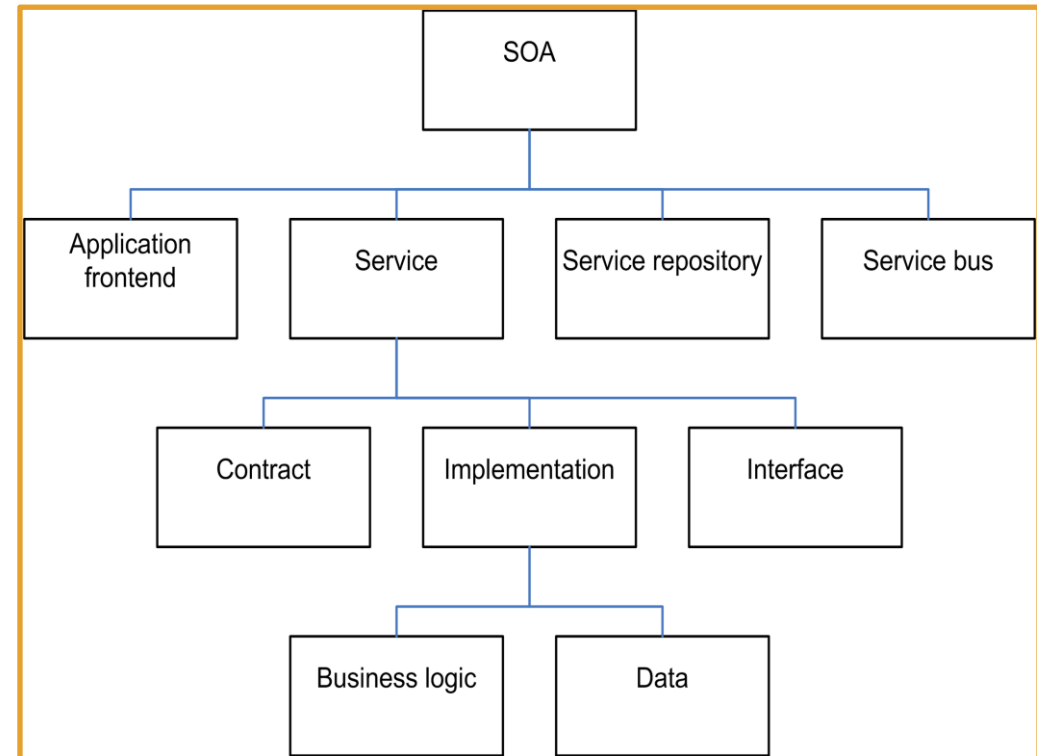 SOA
Application
frontend
Service
Service repository
Service bus
Contract
Implementation
Interface
Business logic
Data